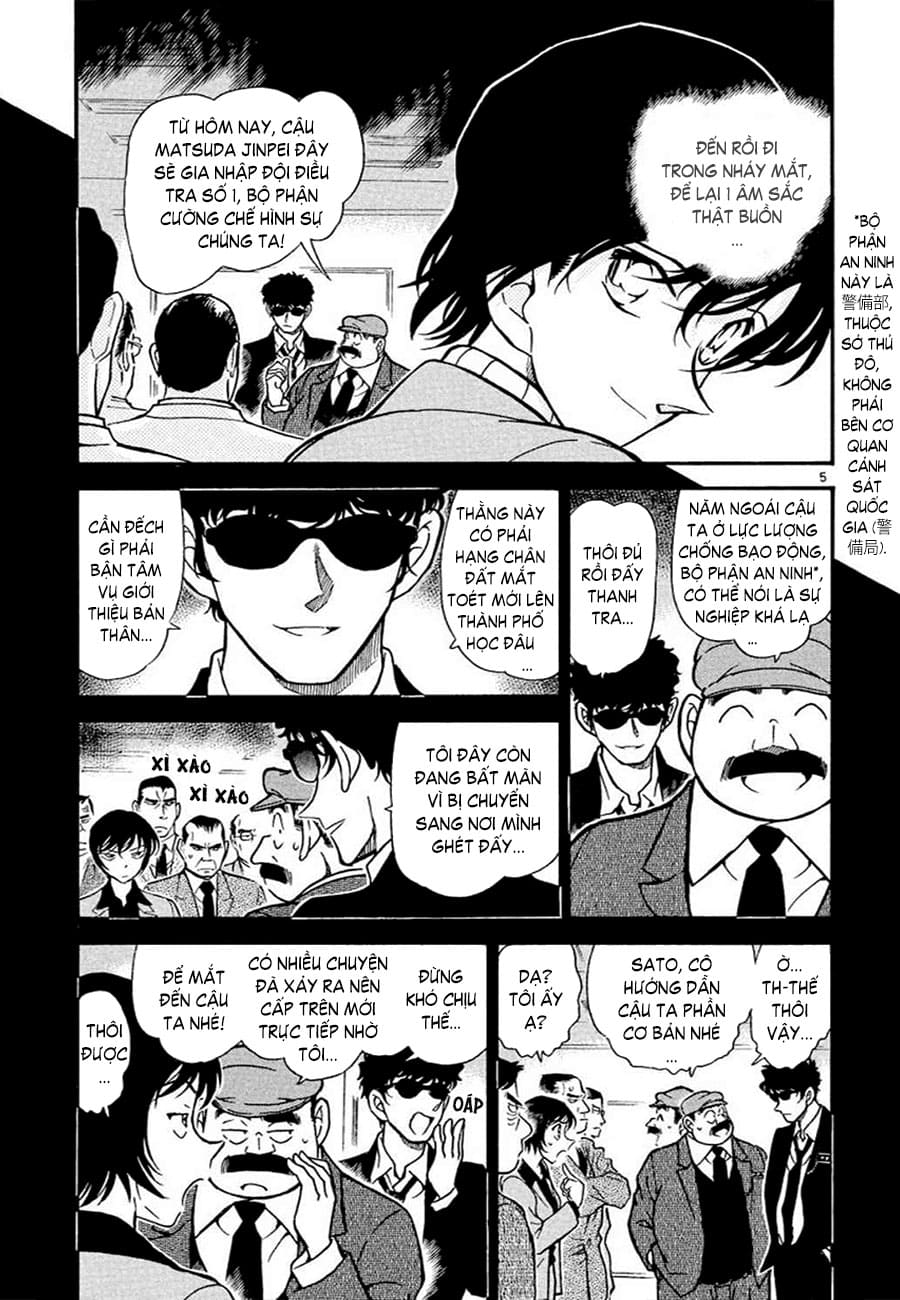 ĐẾN RỒI ĐI
TRONG NHÁY MẮT,
ĐỂ LẠI 1 ÂM SẮC
THẬT BUỒN
...
TỪ HÔM NAY, CẬU
MATSUDA JINPEI ĐÂY
SẼ GIA NHẬP ĐỘI ĐIỀU
TRA SỐ 1, BỘ PHẬN
CƯỠNG CHẾ HÌNH SỰ
CHÚNG TA!
*BỘ
PHẬN
AN NINH
NÀY LÀ
警備部,
THUỘC
SỞ THỦ
ĐÔ,
KHÔNG
PHẢI
BÊN CƠ
QUAN
CẢNH
SÁT
QUỐC
GIA (警
備局).
5
NĂM NGOÁI CẬU
TA Ở LỰC LƯỢNG
CHỐNG BẠO ĐỘNG,
BỘ PHẬN AN NINH*,
CÓ THỂ NÓI LÀ SỰ
NGHIỆP KHÁ LẠ
...
THÔI ĐỦ
RỒI ĐẤY
THANH
TRA...
THẰNG NÀY
CÓ PHẢI
HẠNG CHÂN
ĐẤT MẮT
TOÉT MỚI LÊN
THÀNH PHỐ
HỌC ĐÂU
...
CẦN ĐẾCH
GÌ PHẢI
BẬN TÂM
VỤ GIỚI
THIỆU BẢN
THÂN...
TÔI ĐÂY CÒN
ĐANG BẤT MÃN
VÌ BỊ CHUYỂN
SANG NƠI MÌNH
GHÉT ĐẤY...
XÌ XÀO
XÌ XÀO
Ờ...
TH-THẾ
THÔI
VẬY...
SATO, CÔ
HƯỚNG DẪN
CẬU TA PHẦN
CƠ BẢN NHÉ
...
DẠ?
TÔI ẤY
Ạ?
ĐỪNG
KHÓ CHỊU
THẾ...
CÓ NHIỀU CHUYỆN
ĐÃ XẢY RA NÊN
CẤP TRÊN MỚI
TRỰC TIẾP NHỜ
TÔI...
ĐỂ MẮT
ĐẾN CẬU
TA NHÉ!
OÁP
THÔI
ĐƯỢC
...